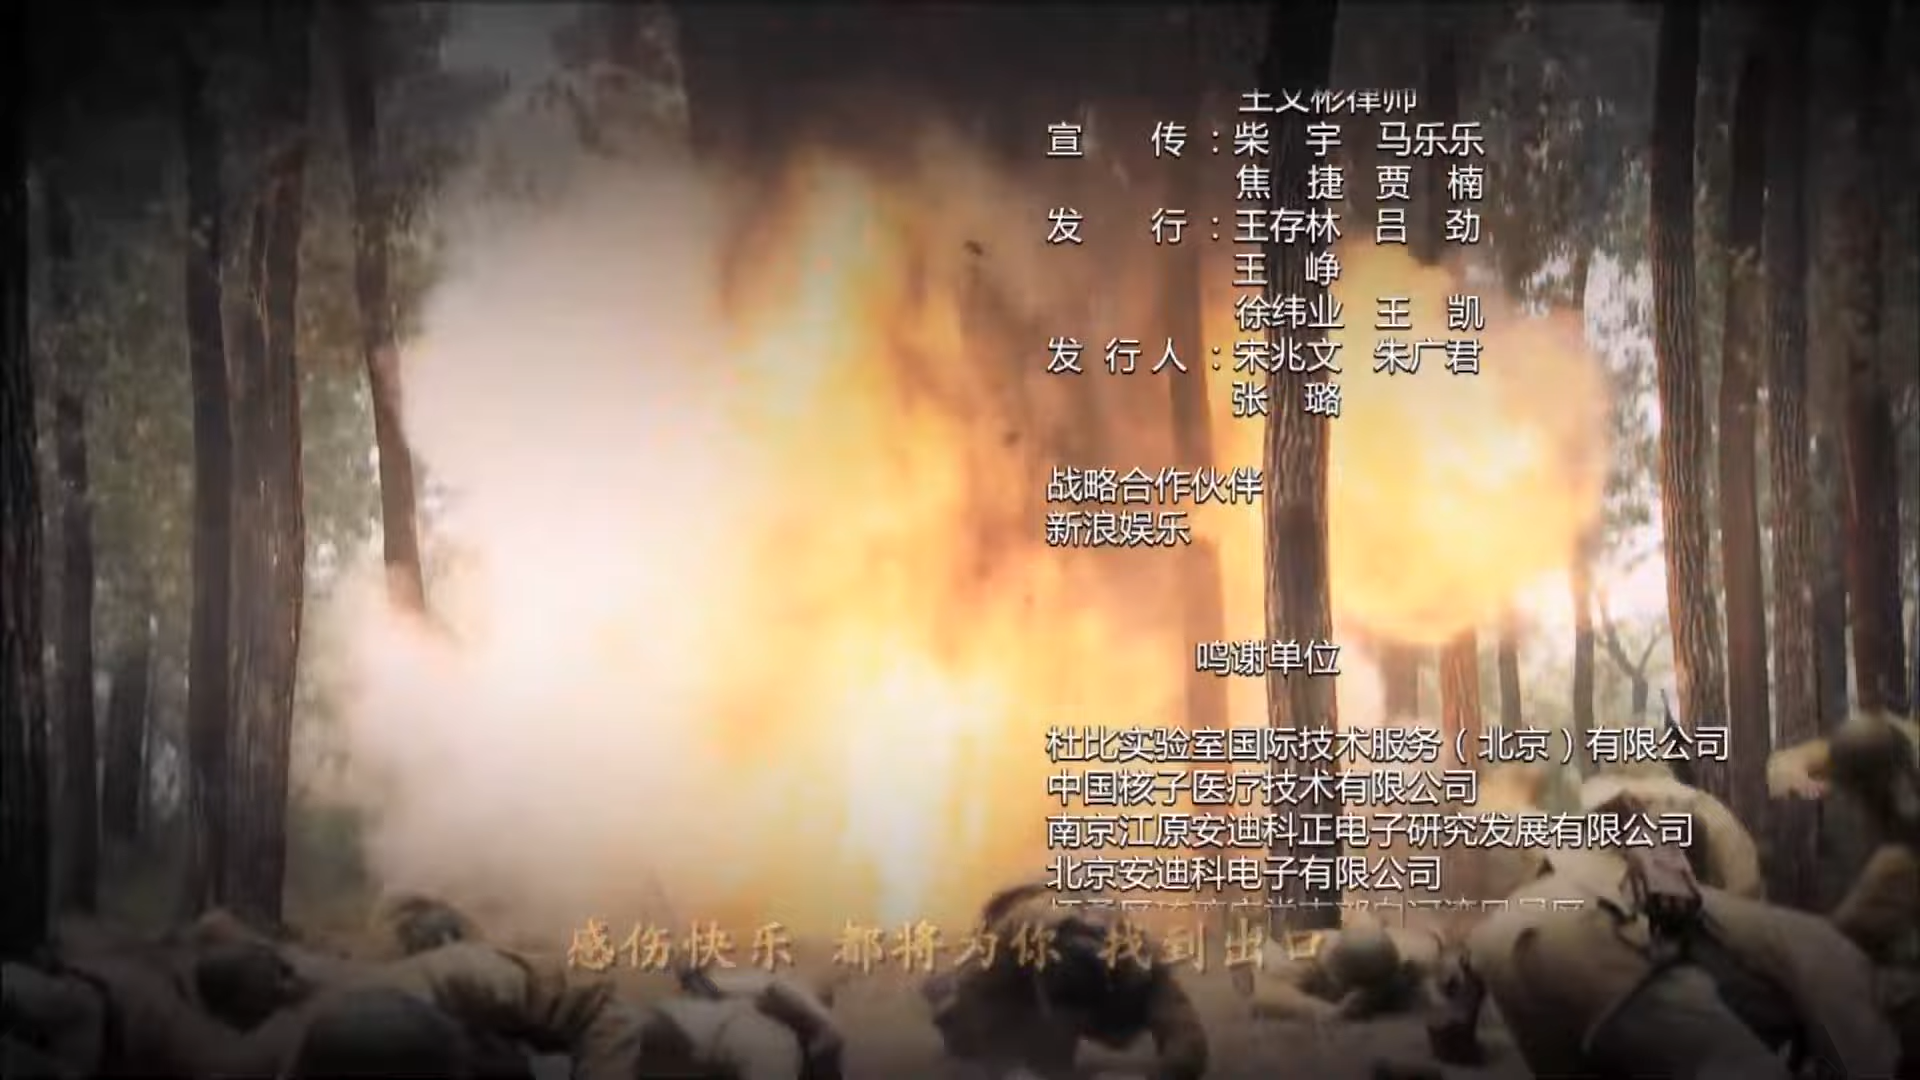 王文彬律师
宣 传：柴 宇 马乐乐
焦 捷 贾 楠
发 行：王存林 吕 劲
王 峥
徐纬业 王 凯
发 行 人：宋兆文 朱广君
张 璐
战略合作伙伴
新浪娱乐
鸣谢单位
杜比实验室国际技术服务（北京）有限公司
中国核子医疗技术有限公司
南京江原安迪科正电子研究发展有限公司
北京安迪科电子有限公司
感伤快乐 都将为你 找到出口